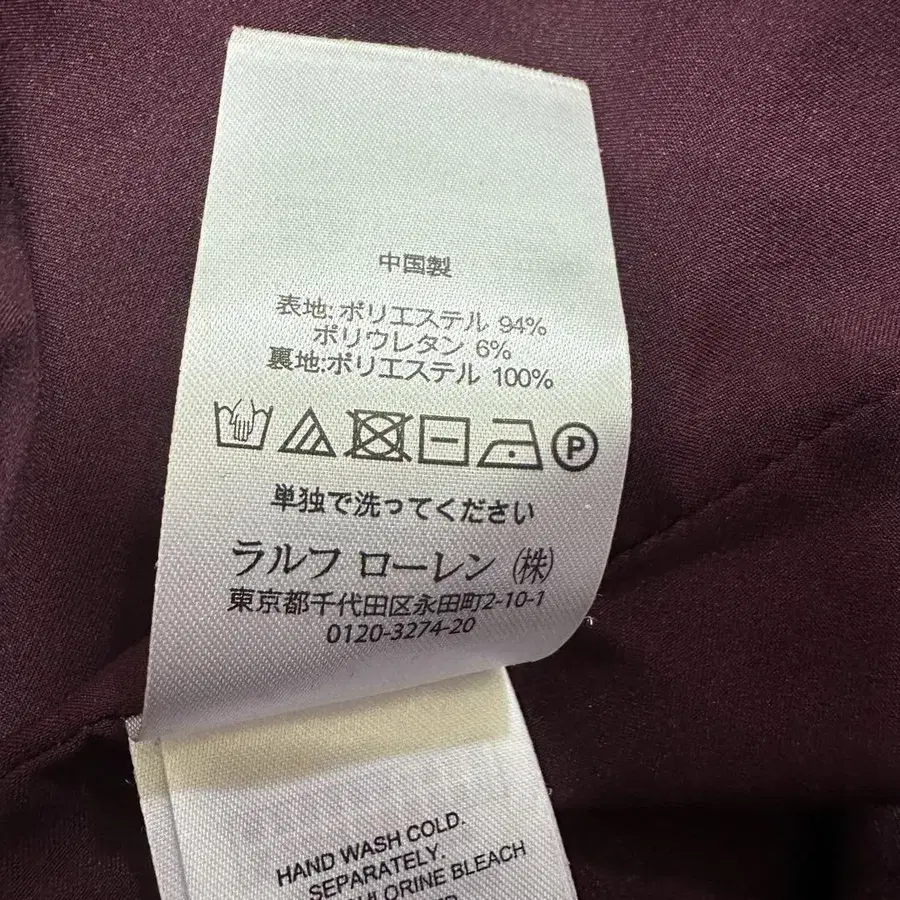 中国製
表地:ポリエステル 94%
ポリウレタン 6%
裏地:ポリエステル 100%
P
単独で洗ってください
ラルフ ローレン ㈱
東京都千代田区永田町2-10-1
0120-3274-20
HAND WASH COLD.
SEPARATELY.
CHLORINE BLEACH